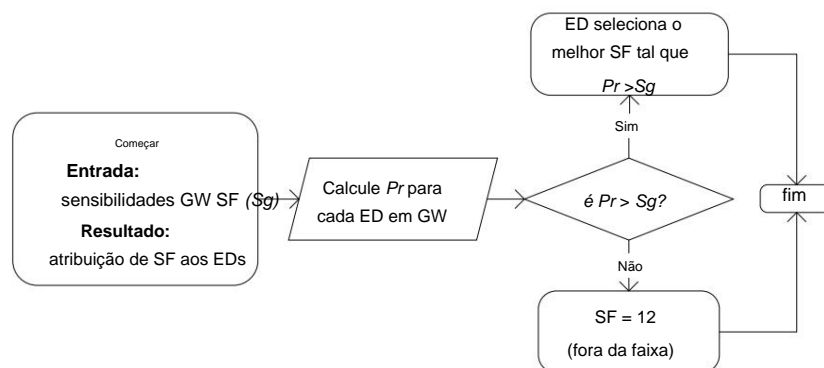 Começar
Entrada:
sensibilidades GW SF (Sg)
Resultado:
atribuição de SF aos EDs
Calcule Pr para
cada ED em GW
é Pr > Sg?
Sim
ED seleciona o
melhor SF tal que
Pr >Sg
Não
SF = 12
(fora da faixa)
fim